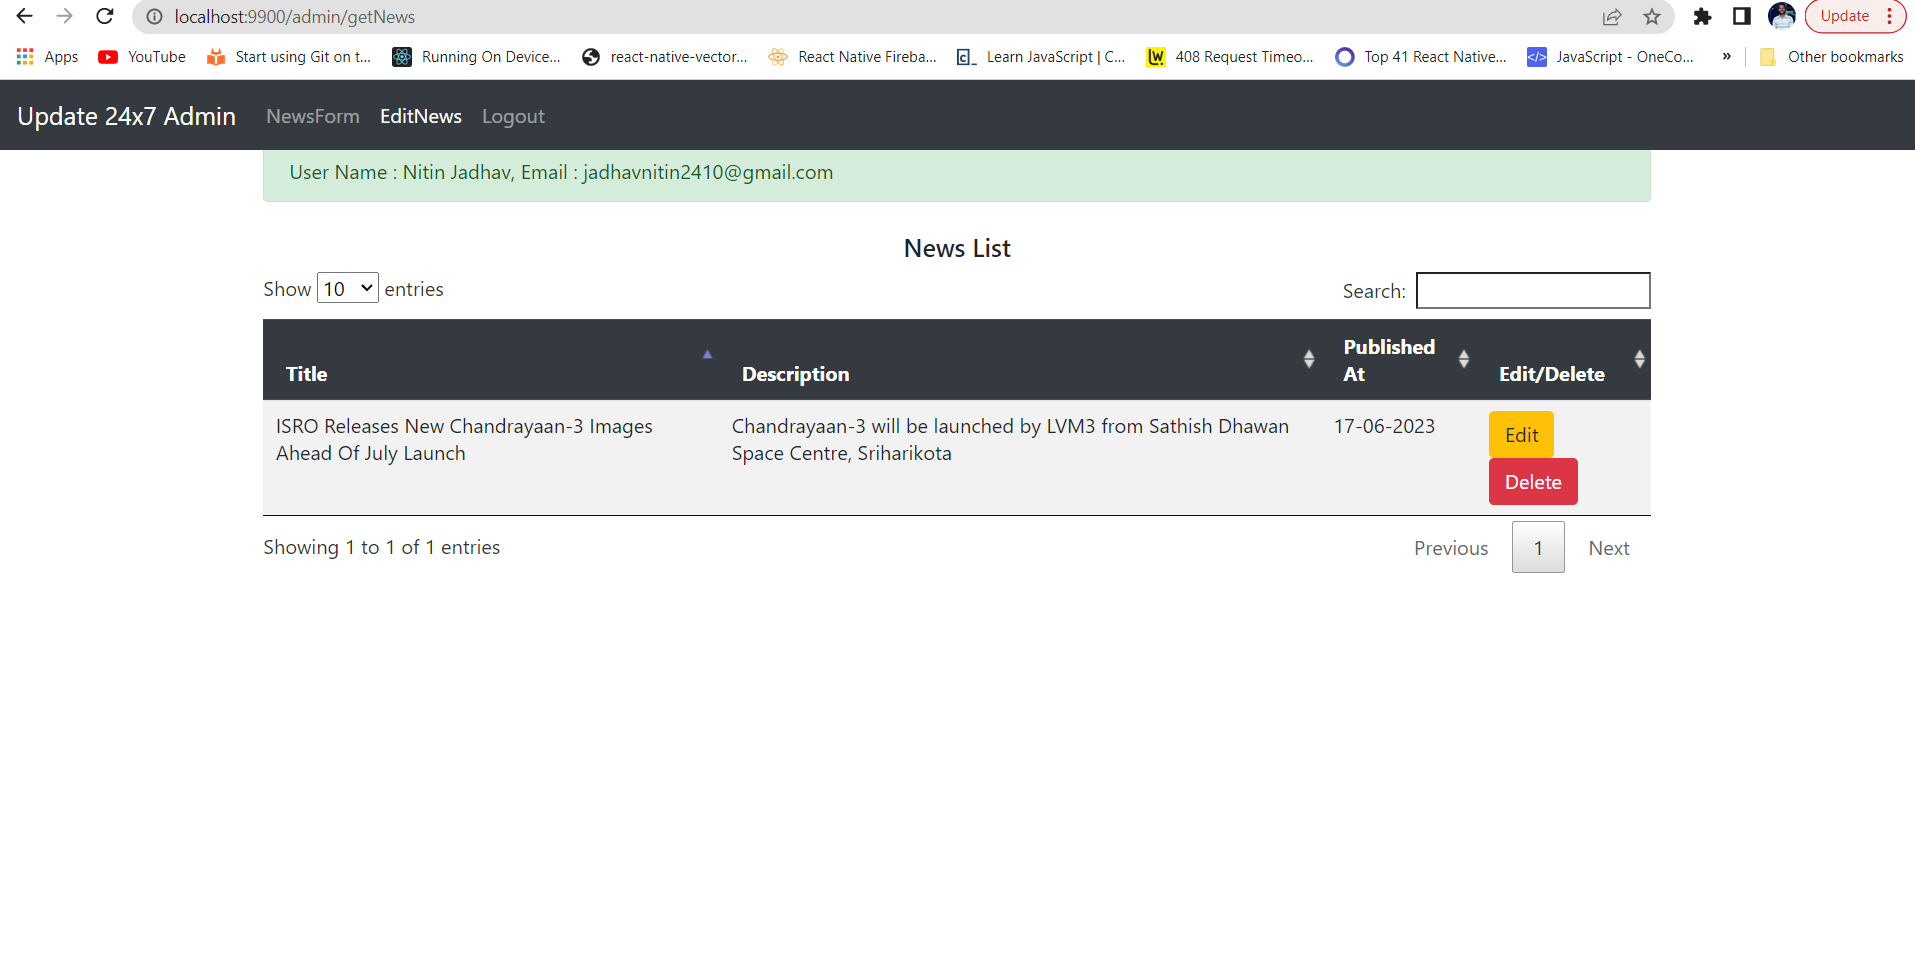 localhost:9900/admin/getNews
Update
Apps YouTube Start using Git on t... Running On Device... react-native-vector... React Native Fireba... Learn JavaScript | C... 408 Request Timeo... Top 41 React Native... JavaScript - OneCo... » Other bookmarks
Update 24x7 Admin NewsForm EditNews Logout
User Name : Nitin Jadhav, Email : jadhavnitin2410@gmail.com
News List
Show 10 entries Search:
Title Description Published At Edit/Delete
ISRO Releases New Chandrayaan-3 Images
Ahead Of July Launch
Chandrayaan-3 will be launched by LVM3 from Sathish Dhawan
Space Centre, Sriharikota
17-06-2023
Edit
Delete
Showing 1 to 1 of 1 entries Previous 1 Next